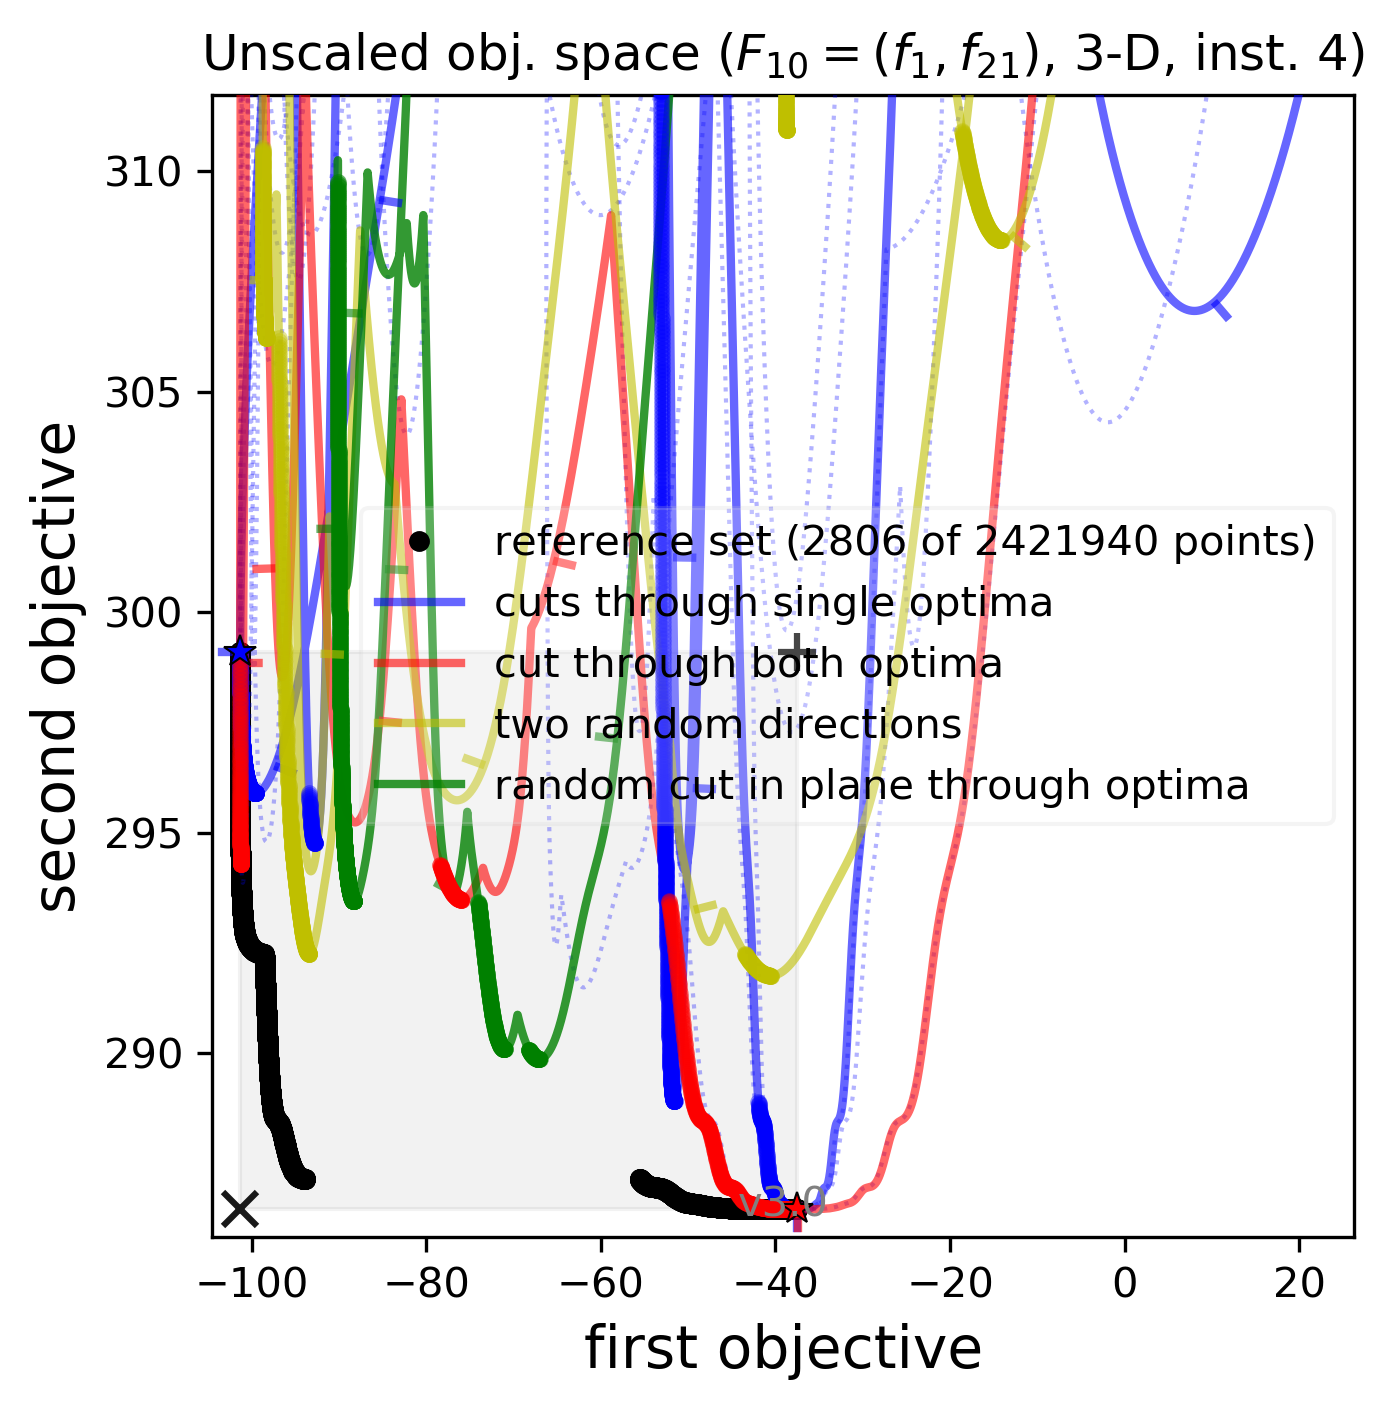 Unscaled obj. space (F₁₀ = (f₁, f₂₁), 3-D, inst. 4)
310
305
300
295
290
second objective
reference set (2806 of 2421940 points)
cuts through single optima
cut through both optima
two random directions
random cut in plane through optima
v3.0
−100
−80
−60
−40
−20
0
20
first objective